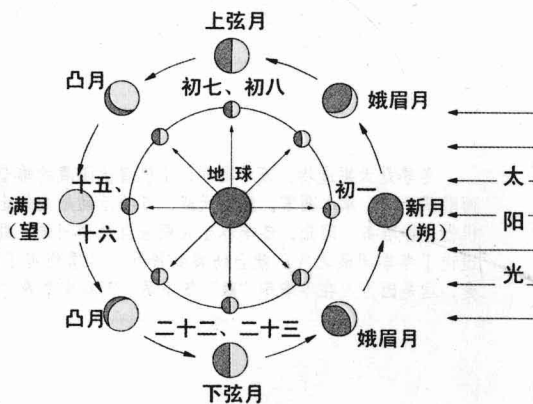 上弦月
凸月
初七、初八
娥眉月
地球
初一
十五、
十六
满月
（望）
新月
（朔）
太
阳
光
凸月
二十二、二十三
娥眉月
下弦月